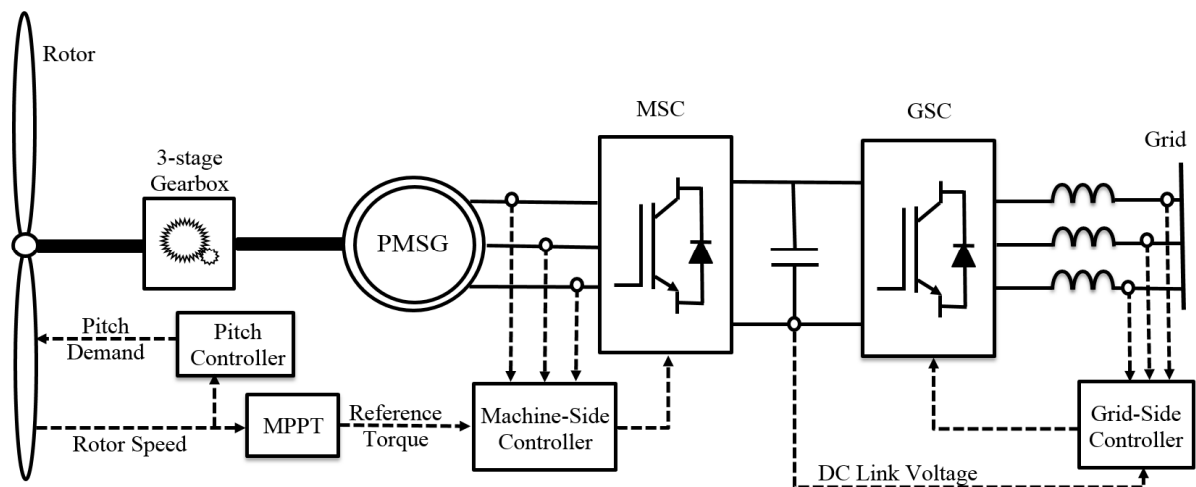 Rotor
MSC
GSC
Grid
3-stage
Gearbox
PMSG
Pitch
Demand
Pitch
Controller
Rotor Speed
MPPT
Reference
Torque
Machine-Side
Controller
Grid-Side
Controller
DC Link Voltage